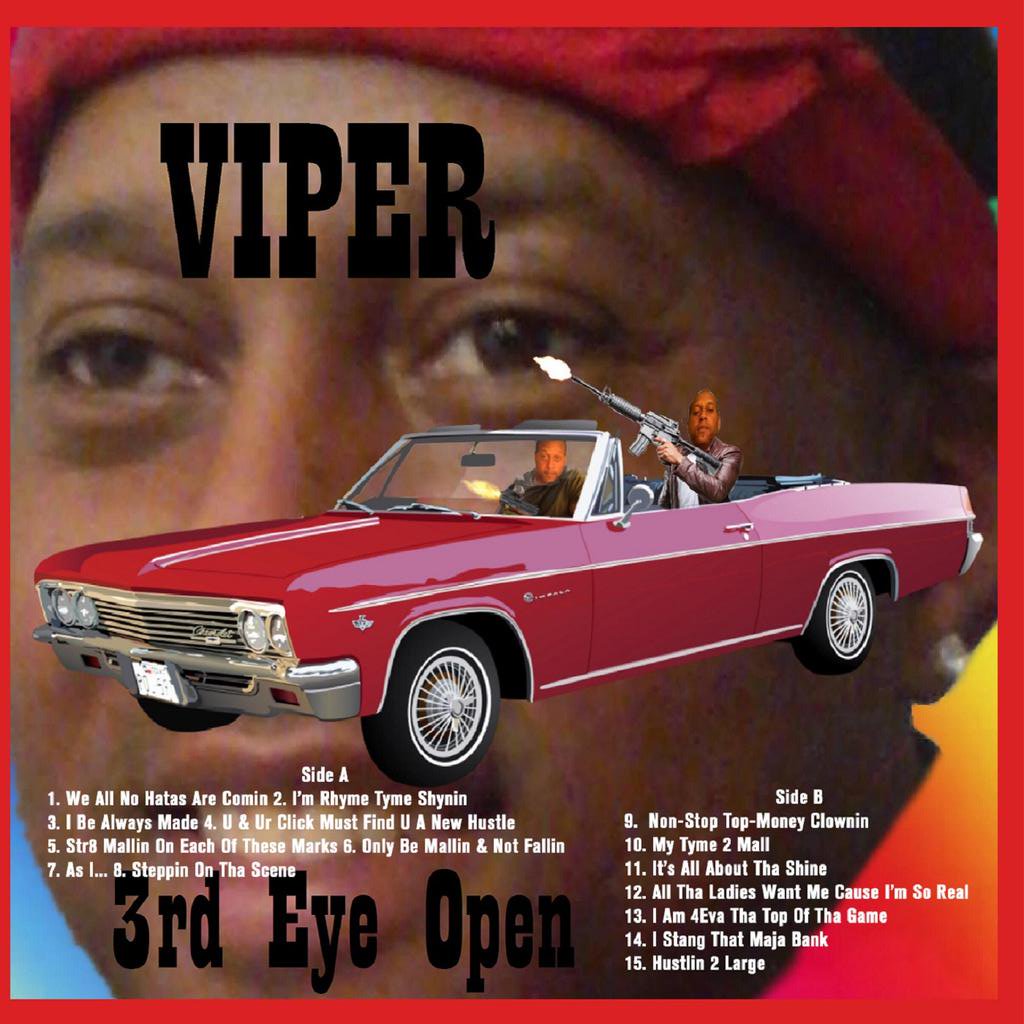 VIPER
Chevrolet
Impala
Side A
1. We All No Hatas Are Comin 2. I'm Rhyme Tyme Shynin
3. I Be Always Made 4. U & Ur Click Must Find U A New Hustle
5. Str8 Mallin On Each Of These Marks 6. Only Be Mallin & Not Fallin
7. As I... 8. Steppin On Tha Scene
3rd Eye Open
Side B
9. Non-Stop Top-Money Clownin
10. My Tyme 2 Mall
11. It's All About Tha Shine
12. All Tha Ladies Want Me Cause I'm So Real
13. I Am 4Eva Tha Top Of Tha Game
14. I Stang That Maja Bank
15. Hustlin 2 Large